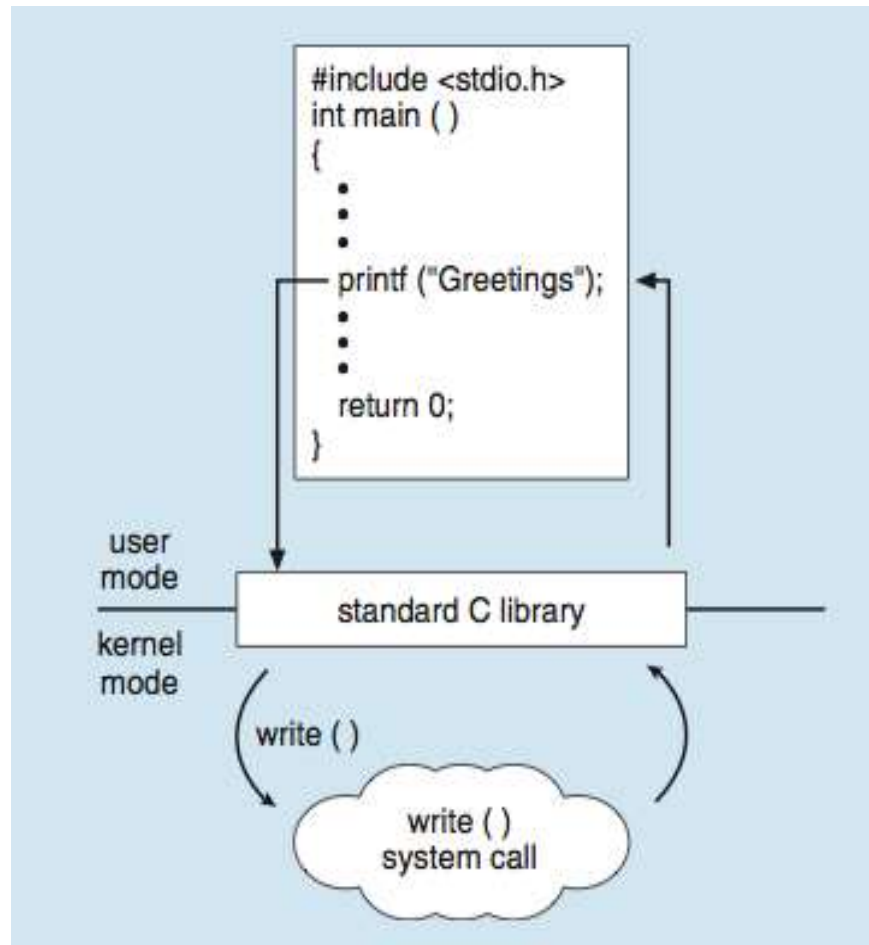 #include <stdio.h>
int main ( )
{
•
•
•
printf ("Greetings");
•
•
•
return 0;
}
user
mode
standard C library
kernel
mode
write ( )
write ( )
system call